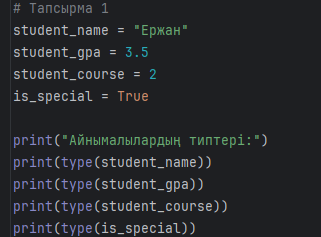 # Тапсырма 1
student_name = "Ержан"
student_gpa = 3.5
student_course = 2
is_special = True
print("Айнымалылардың типтері:")
print(type(student_name))
print(type(student_gpa))
print(type(student_course))
print(type(is_special))